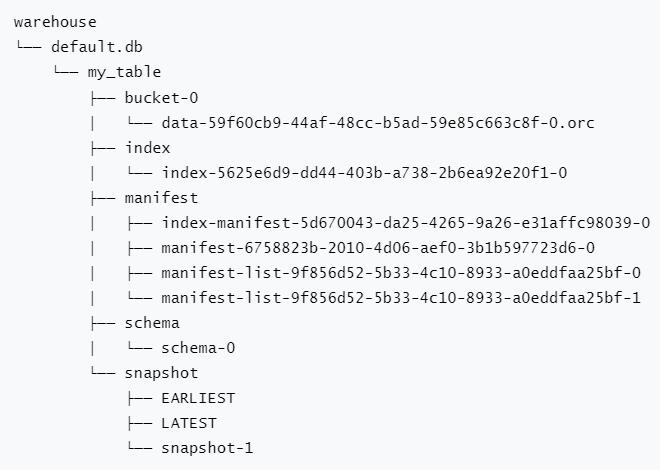 warehouse
└── default.db
    └── my_table
        ├── bucket-0
        │   └── data-59f60cb9-44af-48cc-b5ad-59e85c663c8f-0.orc
        ├── index
        │   └── index-5625e6d9-dd44-403b-a738-2b6ea92e20f1-0
        ├── manifest
        │   ├── index-manifest-5d670043-da25-4265-9a26-e31affc98039-0
        │   ├── manifest-6758823b-2010-4d06-aef0-3b1b597723d6-0
        │   ├── manifest-list-9f856d52-5b33-4c10-8933-a0eddfaa25bf-0
        │   └── manifest-list-9f856d52-5b33-4c10-8933-a0eddfaa25bf-1
        ├── schema
        │   └── schema-0
        └── snapshot
            ├── EARLIEST
            ├── LATEST
            └── snapshot-1